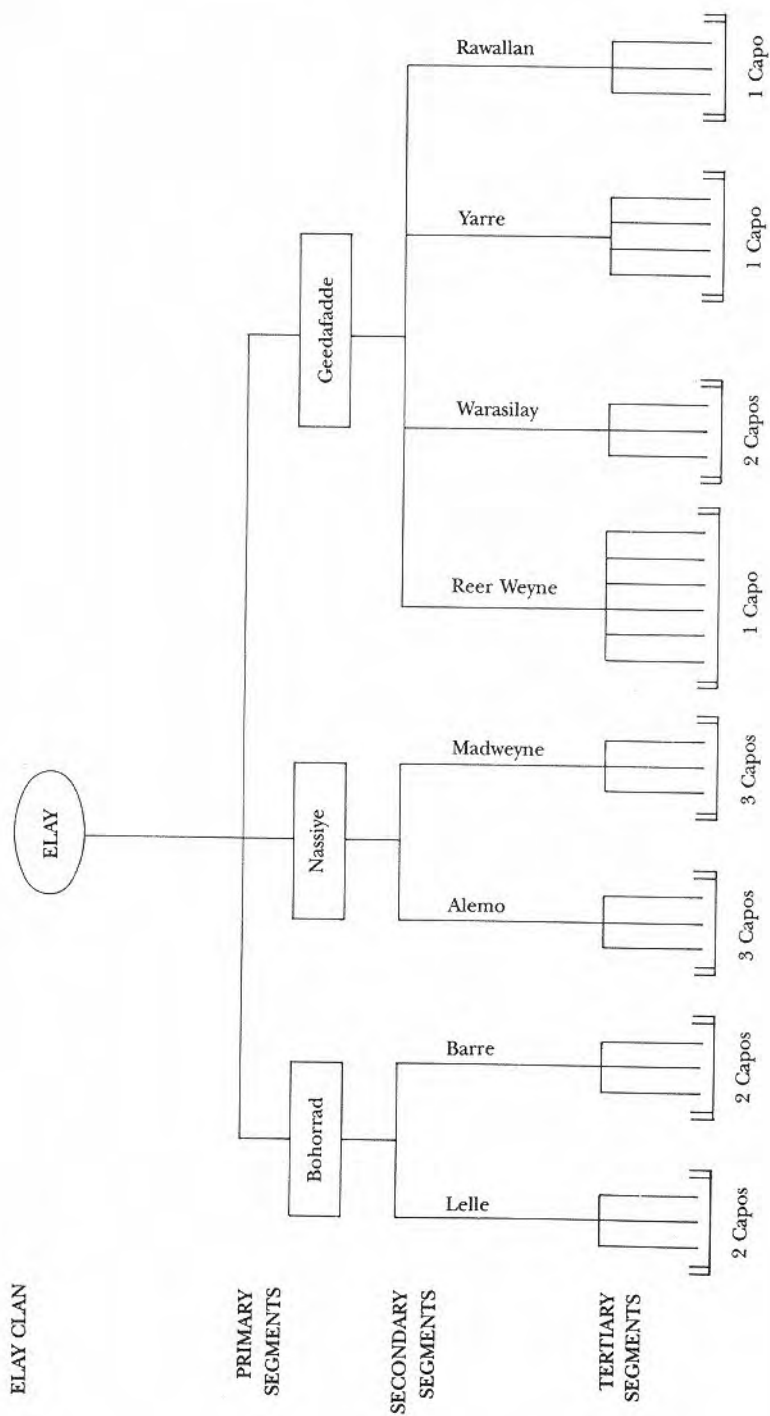 ELAY CLAN
ELAY
PRIMARY
SEGMENTS
Bohorrad
Nassiye
Geedafadde
SECONDARY
SEGMENTS
Lelle
Barre
Alemo
Madweyne
Reer Weyne
Warasilay
Yarre
Rawallan
TERTIARY
SEGMENTS
2 Capos
2 Capos
3 Capos
3 Capos
1 Capo
2 Capos
1 Capo
1 Capo